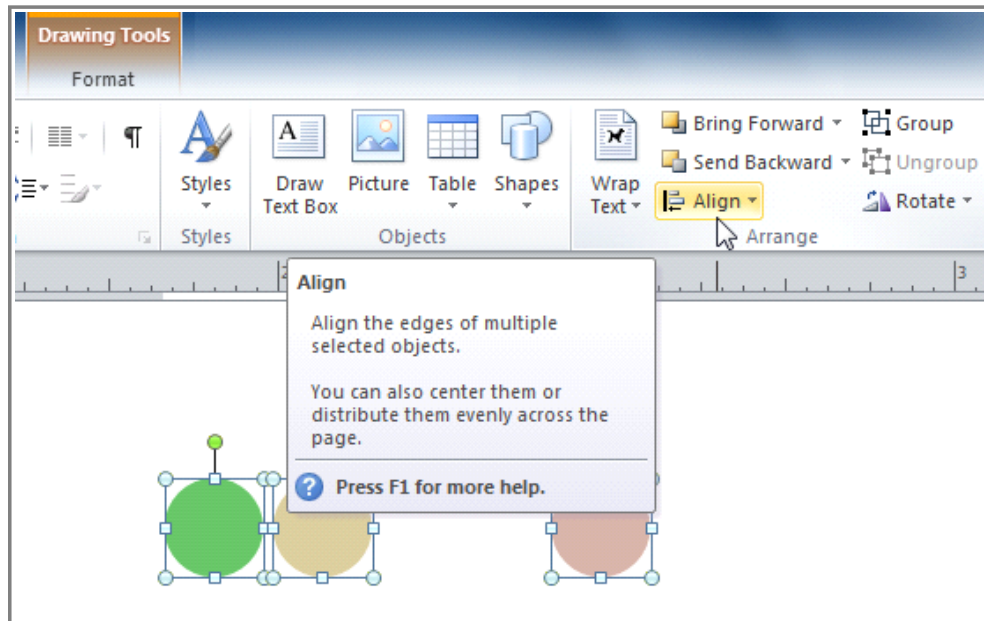 Drawing Tools
Format
¶
A
Styles
Draw
Text Box
Picture
Table
Shapes
Wrap
Text
Bring Forward
Send Backward
Align
Group
Ungroup
Rotate
Styles
Objects
Arrange
2
3
Align
Align the edges of multiple
selected objects.
You can also center them or
distribute them evenly across the
page.
? Press F1 for more help.